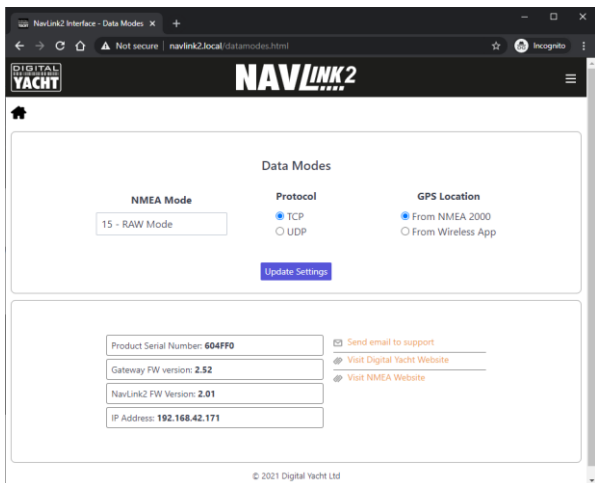 NavLink2 Interface - Data Modes
Not secure navlink2.local/datamodes.html Incognito
DIGITAL
YACHT
NAVLINK2
Data Modes
NMEA Mode
15 - RAW Mode
Protocol
TCP
UDP
GPS Location
From NMEA 2000
From Wireless App
Update Settings
Product Serial Number: 604FF0
Gateway FW version: 2.52
NavLink2 FW Version: 2.01
IP Address: 192.168.42.171
Send email to support
Visit Digital Yacht Website
Visit NMEA Website
© 2021 Digital Yacht Ltd